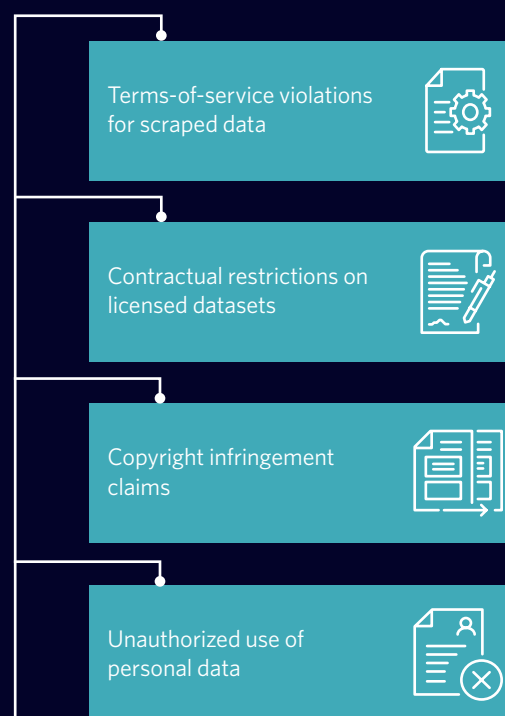 Terms-of-service violations
for scraped data
Contractual restrictions on
licensed datasets
Copyright infringement
claims
Unauthorized use of
personal data